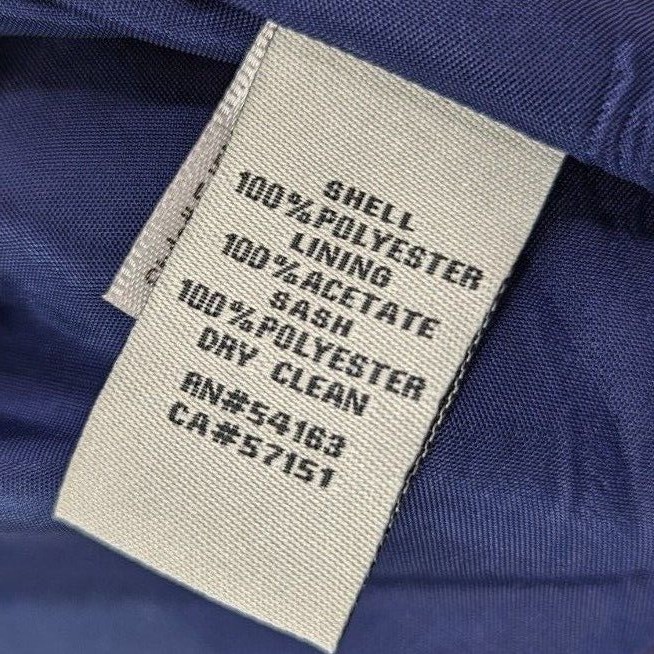 SHELL
100%POLYESTER
LINING
100%ACETATE
SASH
100%POLYESTER
DRY CLEAN
RN#54163
CA#57151